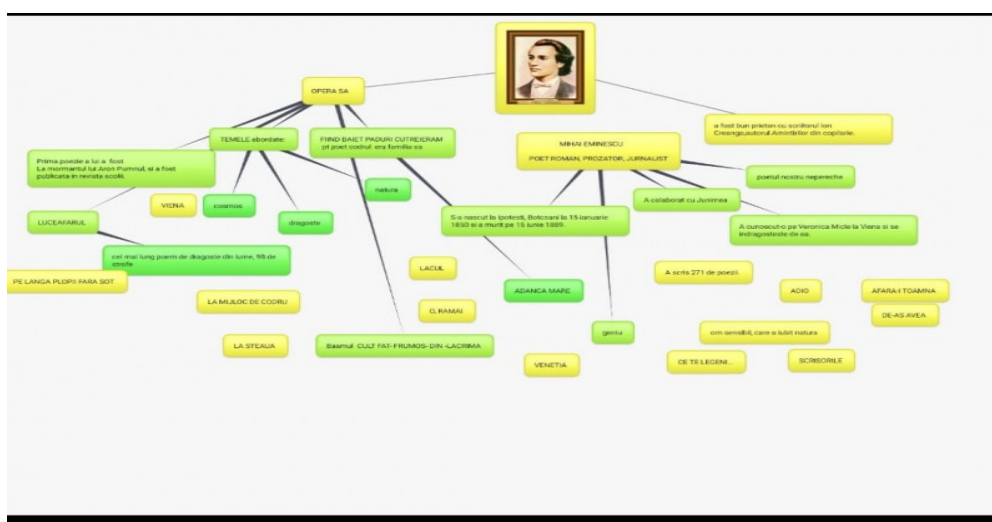 OPERA SA
a fost bun prieten cu scriitorul Ion
Creanga,autorul Amintirilor din copilarie.
TEMELE abordate:
FIIND BAIET PADURI CUTREIERAM
pt poet codrul era familia sa
MIHAI EMINESCU
POET ROMAN, PROZATOR, JURNALIST
Prima poezie a lui a fost
La mormantul lui Aron Pumnul, si a fost
publicata in revista scolii.
natura
poetul nostru nepereche
VIENA
cosmos
A colaborat cu Junimea
LUCEAFARUL
dragoste
S-a nascut la Ipotesti, Botosani la 15 ianuarie
1850 si a murit pe 15 iunie 1889.
A cunoscut-o pe Veronica Micle la Viena si se
indragosteste de ea.
cel mai lung poem de dragoste din lume, 98 de
strofe
PE LANGA PLOPII FARA SOT
LACUL
A scris 271 de poezii.
LA MIJLOC DE CODRU
ADANCA MARE
ADIO
AFARA-I TOAMNA
O, RAMAI
DE-AS AVEA
LA STEAUA
Basmul CULT FAT- FRUMOS- DIN -LACRIMA
geniu
om sensibil, care a iubit natura
VENETIA
CE TE LEGENI...
SCRISORILE